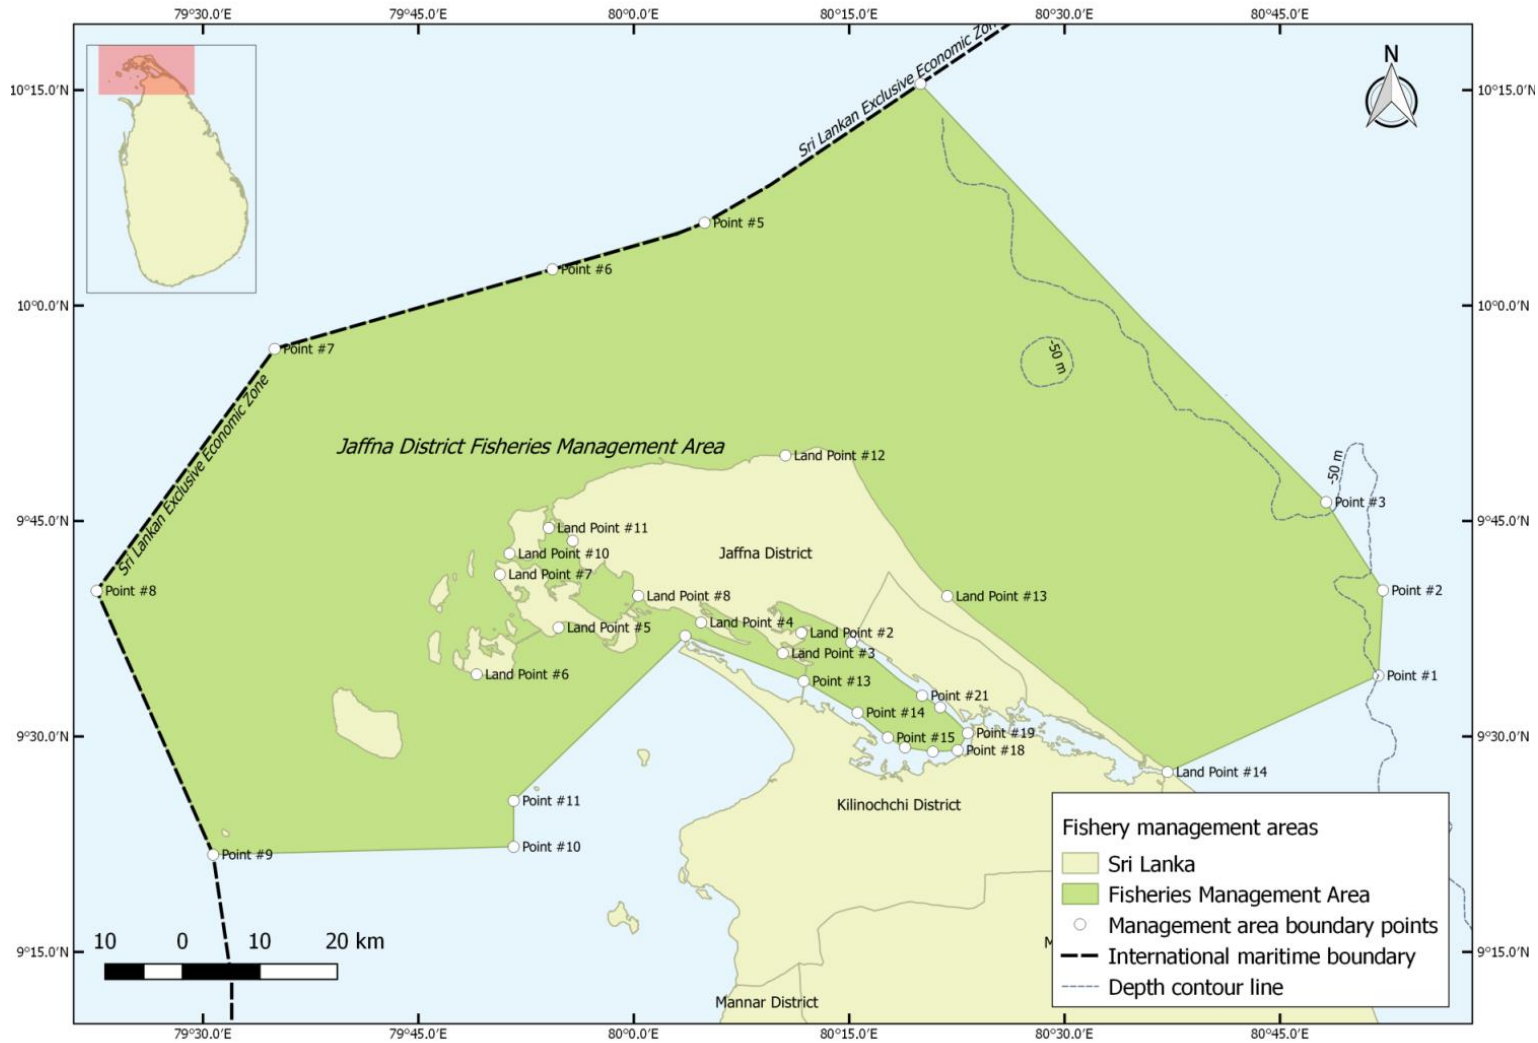 79°30.0'E 79°45.0'E 80°0.0'E 80°15.0'E 80°30.0'E 80°45.0'E
Sri Lankan Exclusive Economic Zon
N
10°15.0'N 10°15.0'N
Point #5
Point #6
10°0.0'N 10°0.0'N
Point #7
-50 m
Sri Lankan Exclusive Economic Zone
Jaffna District Fisheries Management Area
Land Point #12
-50 m
Point #3
9°45.0'N 9°45.0'N
Land Point #11
Land Point #10
Jaffna District
Land Point #7
Point #8
Point #2
Land Point #8
Land Point #13
Land Point #4
Land Point #5
Land Point #2
Land Point #3
Land Point #6
Point #13
Point #1
Point #21
Point #14
Point #19
9°30.0'N 9°30.0'N
Point #15
Point #18
Land Point #14
Point #11
Kilinochchi District
Point #10
Point #9
Fishery management areas
Sri Lanka
Fisheries Management Area
Management area boundary points
International maritime boundary
Depth contour line
10 0 10 20 km
M
9°15.0'N 9°15.0'N
Mannar District
79°30.0'E 79°45.0'E 80°0.0'E 80°15.0'E 80°30.0'E 80°45.0'E